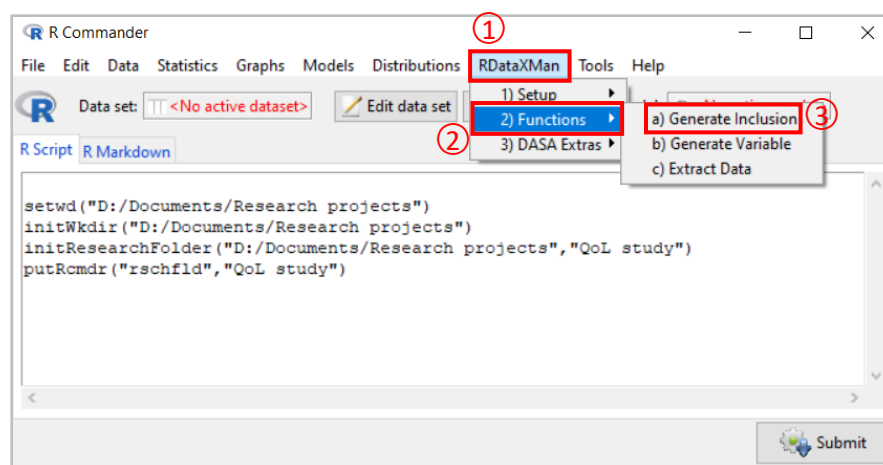 R Commander
①
File Edit Data Statistics Graphs Models Distributions RDataXMan Tools Help
Data set: <No active dataset> Edit data set
1) Setup
② 2) Functions
3) DASA Extras
a) Generate Inclusion ③
b) Generate Variable
c) Extract Data
R Script R Markdown
setwd("D:/Documents/Research projects")
initWkdir("D:/Documents/Research projects")
initResearchFolder("D:/Documents/Research projects","QoL study")
putRcmdr("rschfld","QoL study")
Submit